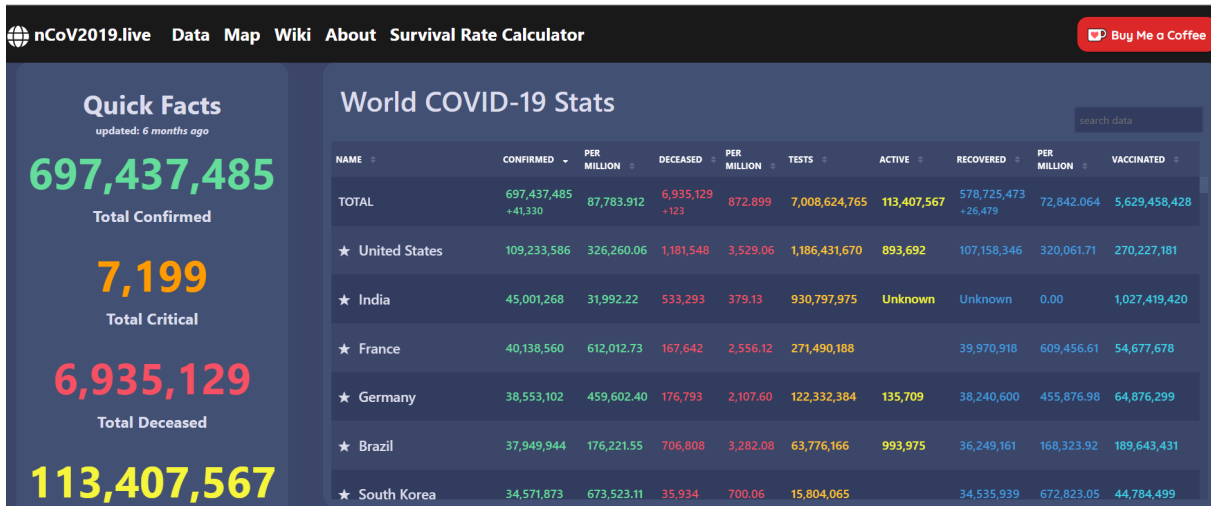 nCoV2019.live Data Map Wiki About Survival Rate Calculator Buy Me a Coffee
Quick Facts
updated: 6 months ago
697,437,485
Total Confirmed
7,199
Total Critical
6,935,129
Total Deceased
113,407,567
World COVID-19 Stats
search data
NAME CONFIRMED PER MILLION DECEASED PER MILLION TESTS ACTIVE RECOVERED PER MILLION VACCINATED
TOTAL 697,437,485 87,783.912 6,935,129 872.899 7,008,624,765 113,407,567 578,725,473 72,842.064 5,629,458,428
+41,330 +123 +26,479
★ United States 109,233,586 326,260.06 1,181,548 3,529.06 1,186,431,670 893,692 107,158,346 320,061.71 270,227,181
★ India 45,001,268 31,992.22 533,293 379.13 930,797,975 Unknown Unknown 0.00 1,027,419,420
★ France 40,138,560 612,012.73 167,642 2,556.12 271,490,188 39,970,918 609,456.61 54,677,678
★ Germany 38,553,102 459,602.40 176,793 2,107.60 122,332,384 135,709 38,240,600 455,876.98 64,876,299
★ Brazil 37,949,944 176,221.55 706,808 3,282.08 63,776,166 993,975 36,249,161 168,323.92 189,643,431
★ South Korea 34,571,873 673,523.11 35,934 700.06 15,804,065 34,535,939 672,823.05 44,784,499